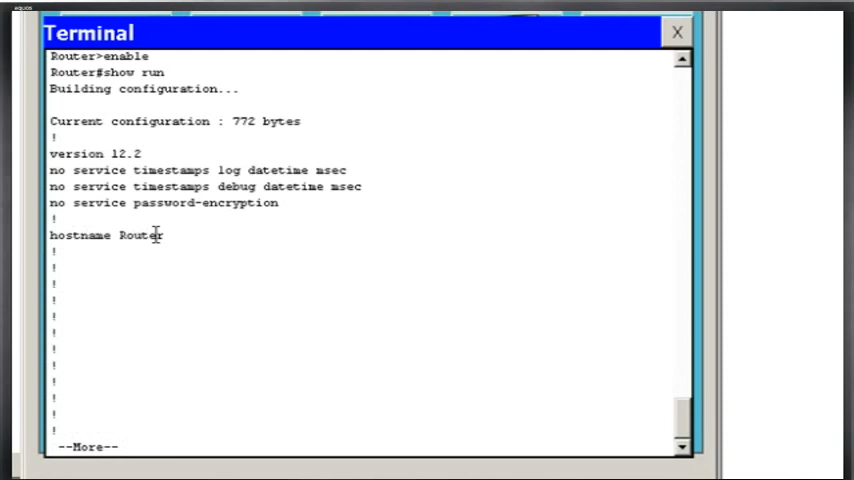 equos
Terminal X
Router>enable
Router#show run
Building configuration...
Current configuration : 772 bytes
!
version 12.2
no service timestamps log datetime msec
no service timestamps debug datetime msec
no service password-encryption
!
hostname Router
!
!
!
!
!
!
!
!
!
!
!
!
--More--